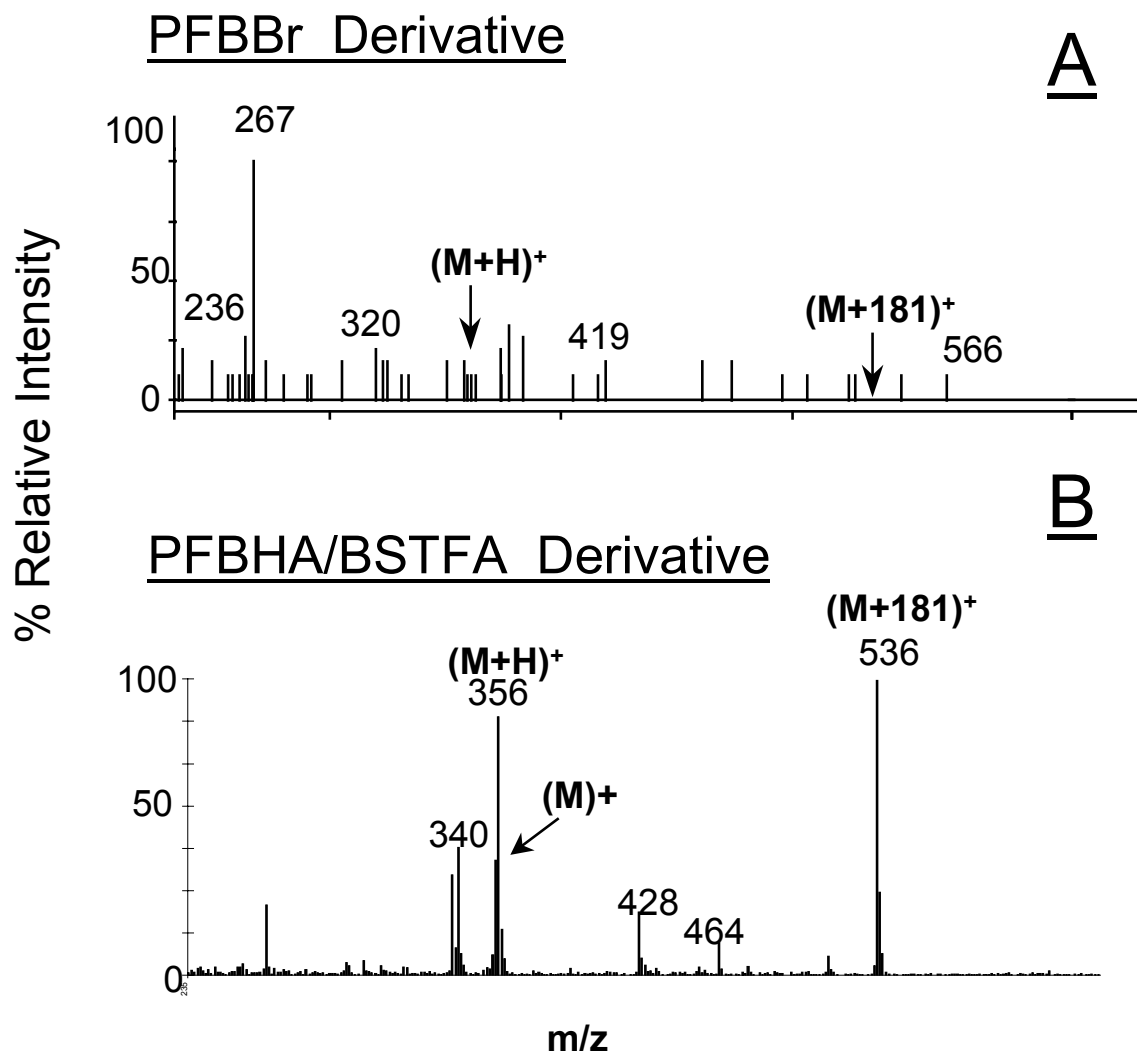 PFBBr Derivative
A
% Relative Intensity
100
267
50
(M+H)+
236
320
(M+181)+
419
566
0
B
PFBHA/BSTFA Derivative
(M+181)+
536
(M+H)+
100
356
(M)+
50
340
428
464
0
235
m/z